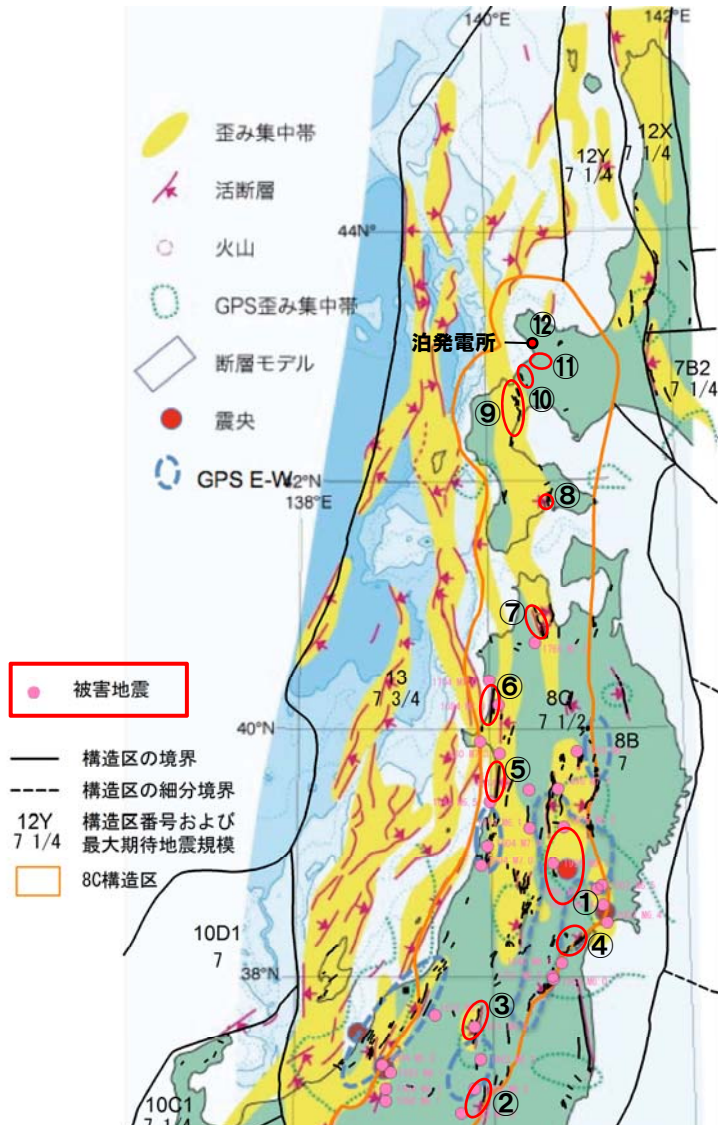 140°E
142°E
歪み集中帯
活断層
火山
GPS歪み集中帯
断層モデル
震央
GPS E-W
12X
7 1/4
12Y
7 1/4
44N°
⑫
泊発電所
⑪
7B2
7 1/4
⑩
⑨
42°N
138°E
⑧
⑦
被害地震
13
7 3/4
⑥
8C
7 1/2
8B
7
40°N
⑤
構造区の境界
構造区の細分境界
12Y
7 1/4
構造区番号および
最大期待地震規模
8C構造区
①
10D1
7
④
38°N
③
②
10C1
7 1/4